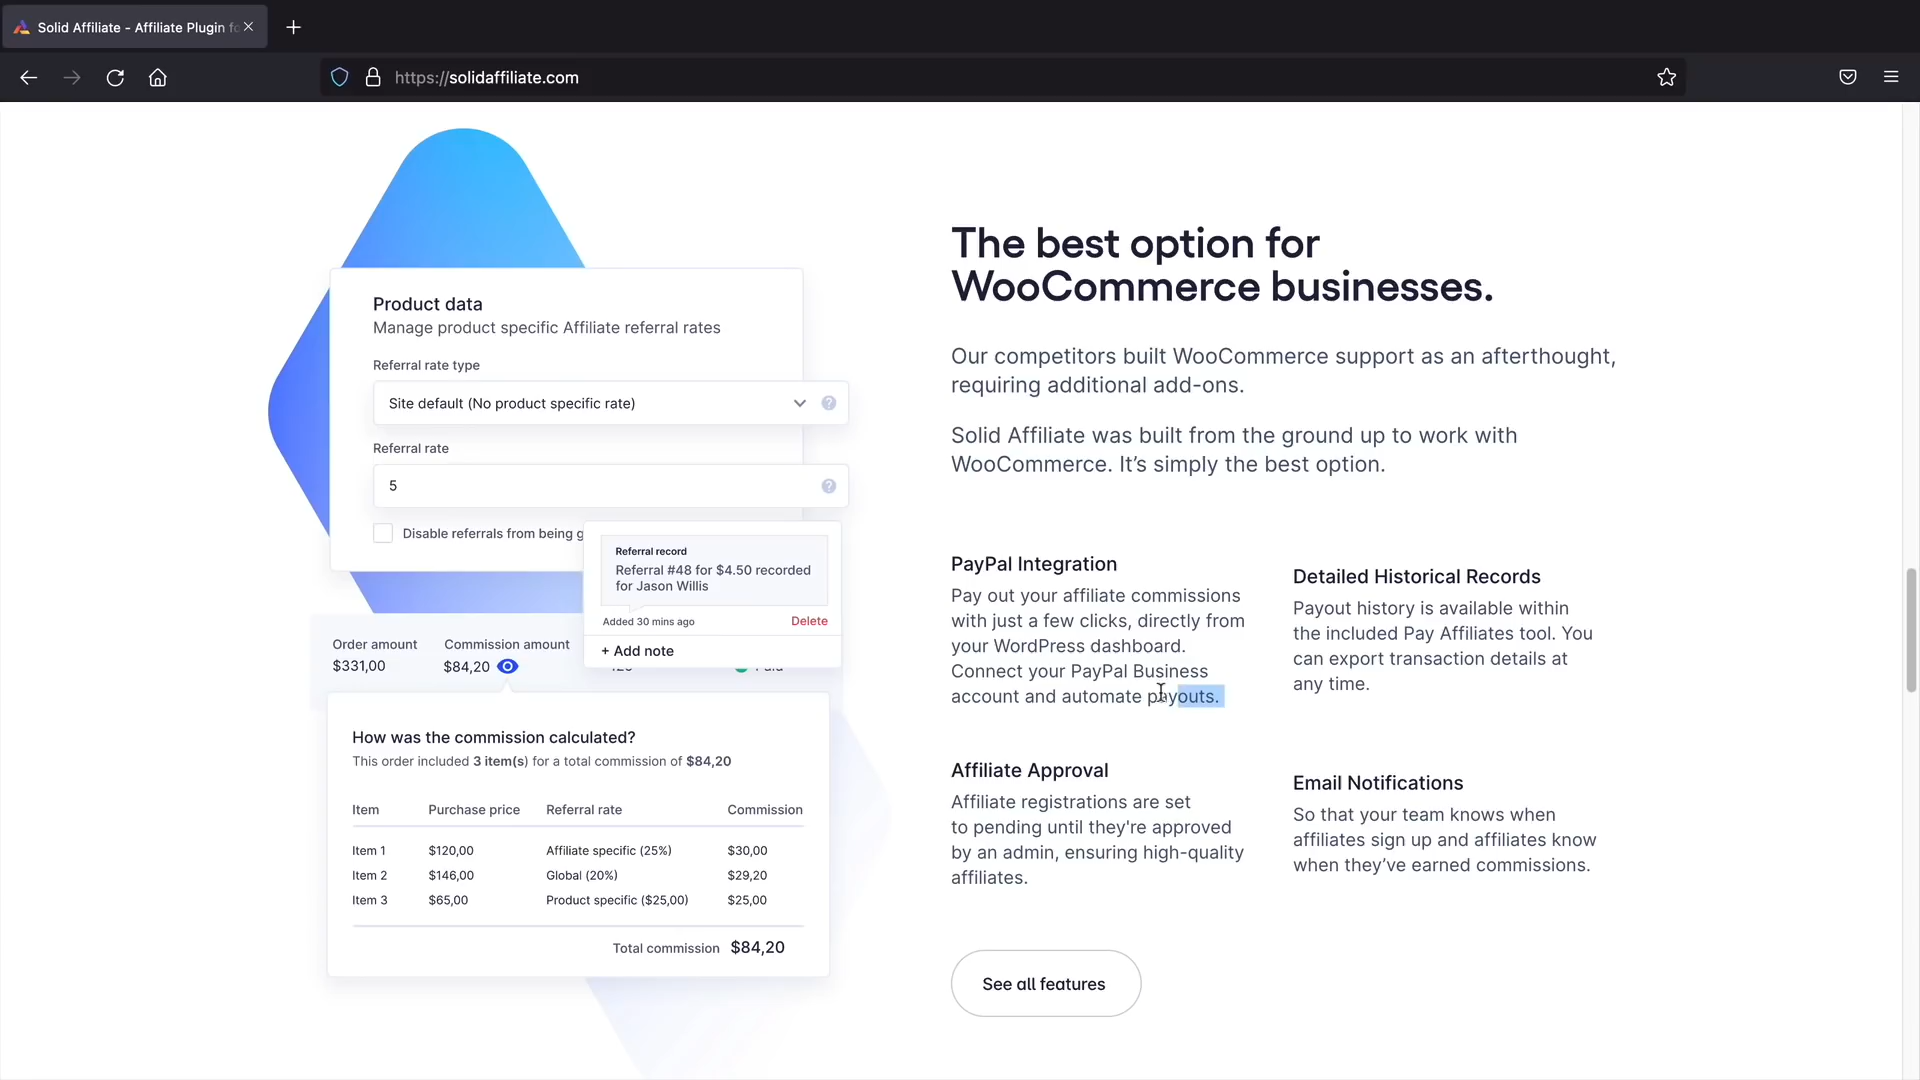 Solid Affiliate - Affiliate Plugin fo
https://solidaffiliate.com
Product data
Manage product specific Affiliate referral rates
Referral rate type
Site default (No product specific rate)
Referral rate
5
Disable referrals from being g
Referral record
Referral #48 for $4.50 recorded
for Jason Willis
Added 30 mins ago Delete
+ Add note
Order amount Commission amount
$331,00 $84,20
How was the commission calculated?
This order included 3 item(s) for a total commission of $84,20
Item Purchase price Referral rate Commission
Item 1 $120,00 Affiliate specific (25%) $30,00
Item 2 $146,00 Global (20%) $29,20
Item 3 $65,00 Product specific ($25,00) $25,00
Total commission $84,20
The best option for
WooCommerce businesses.
Our competitors built WooCommerce support as an afterthought,
requiring additional add-ons.
Solid Affiliate was built from the ground up to work with
WooCommerce. It’s simply the best option.
PayPal Integration
Pay out your affiliate commissions
with just a few clicks, directly from
your WordPress dashboard.
Connect your PayPal Business
account and automate payouts.
Detailed Historical Records
Payout history is available within
the included Pay Affiliates tool. You
can export transaction details at
any time.
Affiliate Approval
Affiliate registrations are set
to pending until they're approved
by an admin, ensuring high-quality
affiliates.
Email Notifications
So that your team knows when
affiliates sign up and affiliates know
when they’ve earned commissions.
See all features